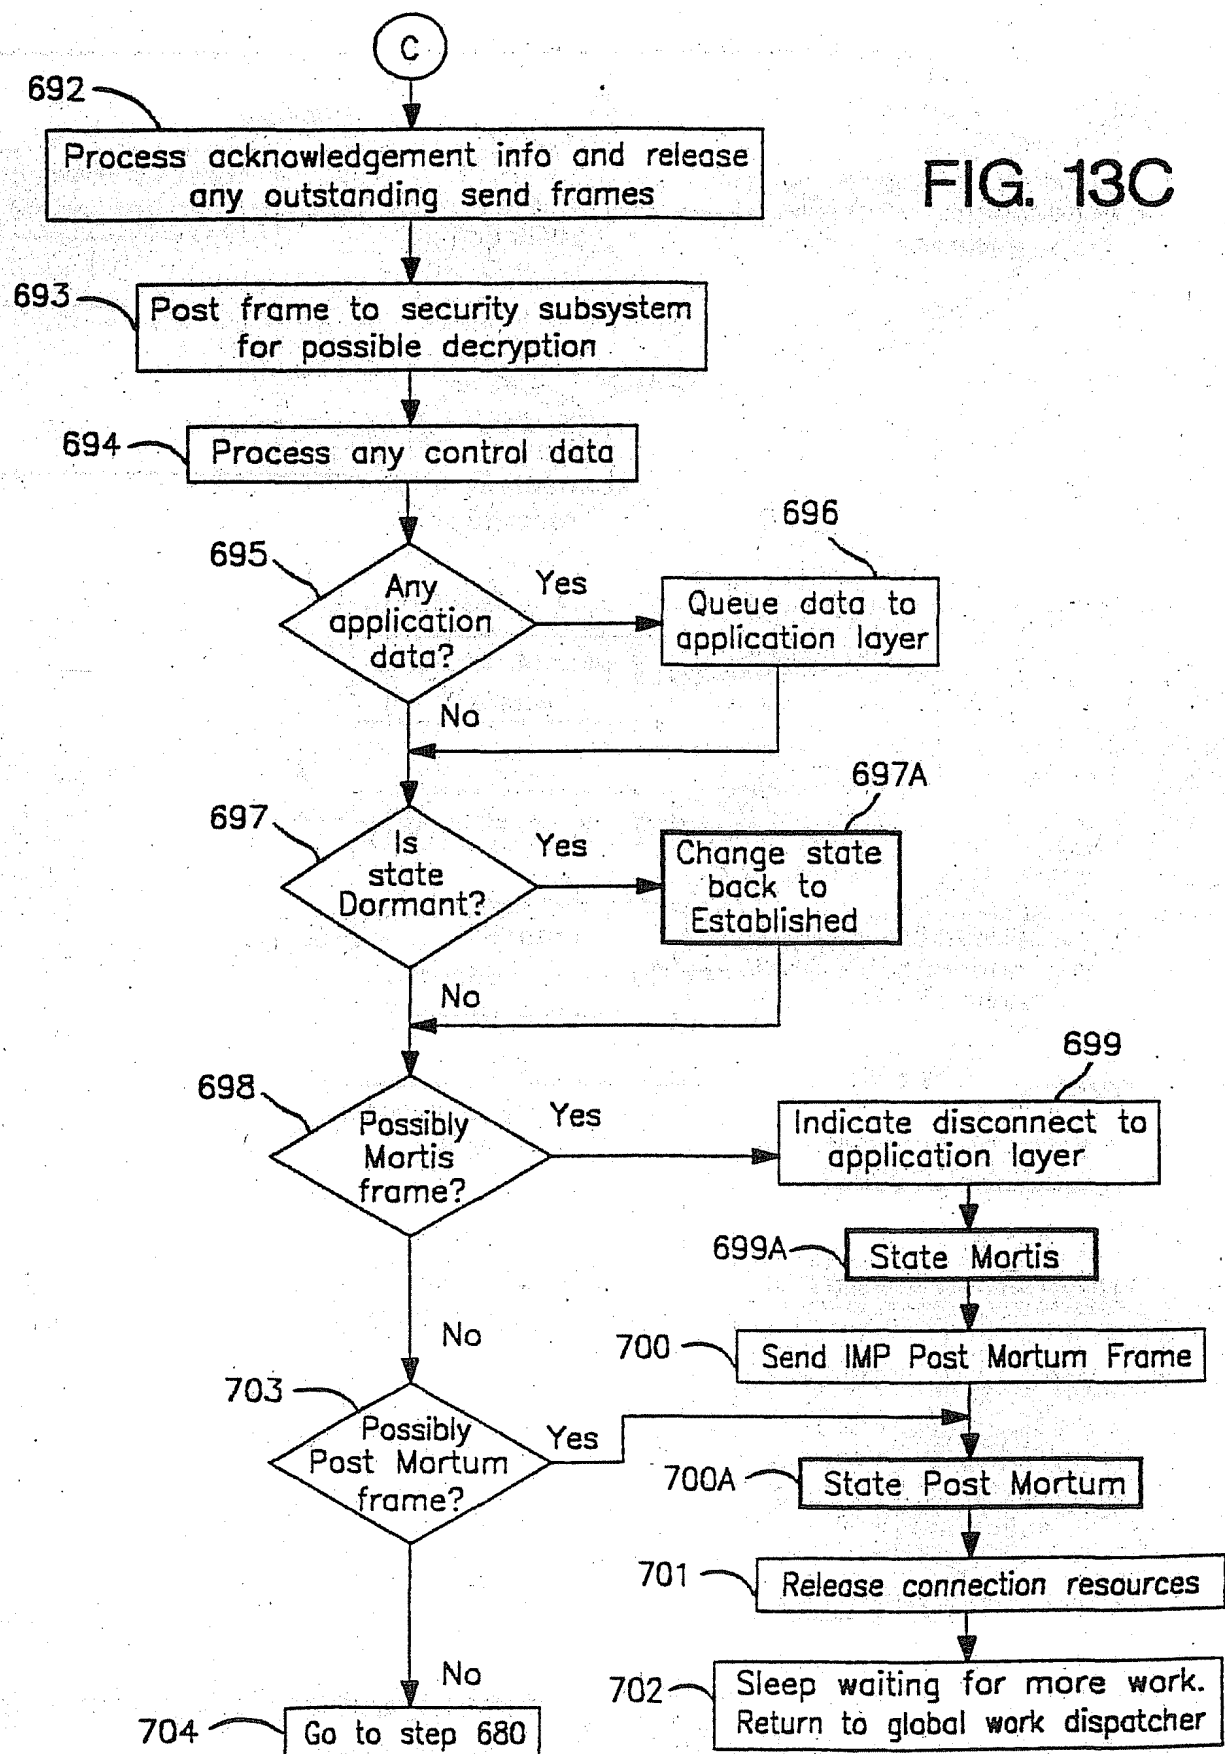 C
692
Process acknowledgement info and release
any outstanding send frames
FIG. 13C
693
Post frame to security subsystem
for possible decryption
694
Process any control data
695
Any
application
data?
Yes
696
Queue data to
application layer
No
697
Is
state
Dormant?
Yes
697A
Change state
back to
Established
No
698
Possibly
Mortis
frame?
Yes
699
Indicate disconnect to
application layer
699A
State Mortis
No
700
Send IMP Post Mortum Frame
703
Possibly
Post Mortum
frame?
Yes
700A
State Post Mortum
701
Release connection resources
No
702
Sleep waiting for more work.
Return to global work dispatcher
704
Go to step 680